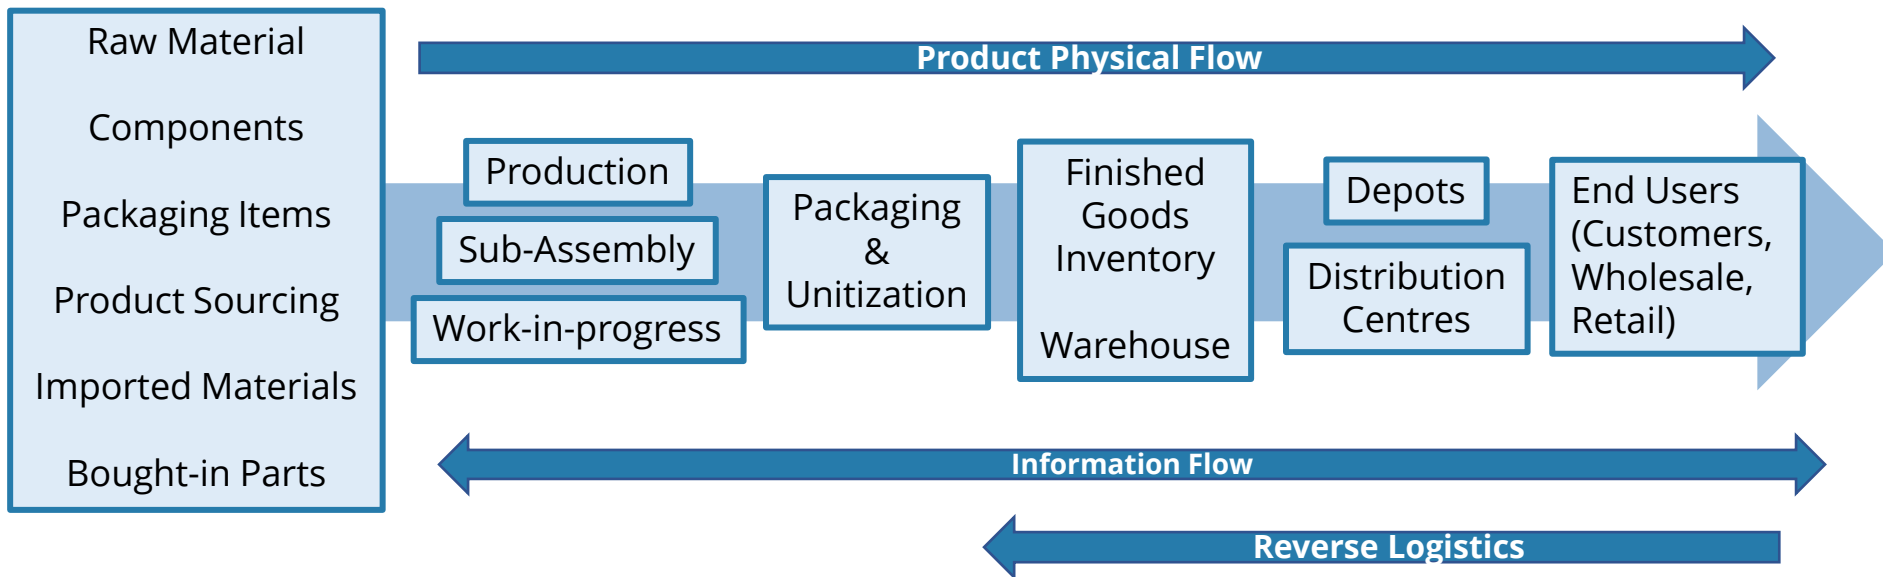 Raw Material
Components
Packaging Items
Product Sourcing
Imported Materials
Bought-in Parts
Product Physical Flow
Production
Sub-Assembly
Work-in-progress
Packaging
&
Unitization
Finished
Goods
Inventory
Warehouse
Depots
Distribution
Centres
End Users
(Customers,
Wholesale,
Retail)
Information Flow
Reverse Logistics